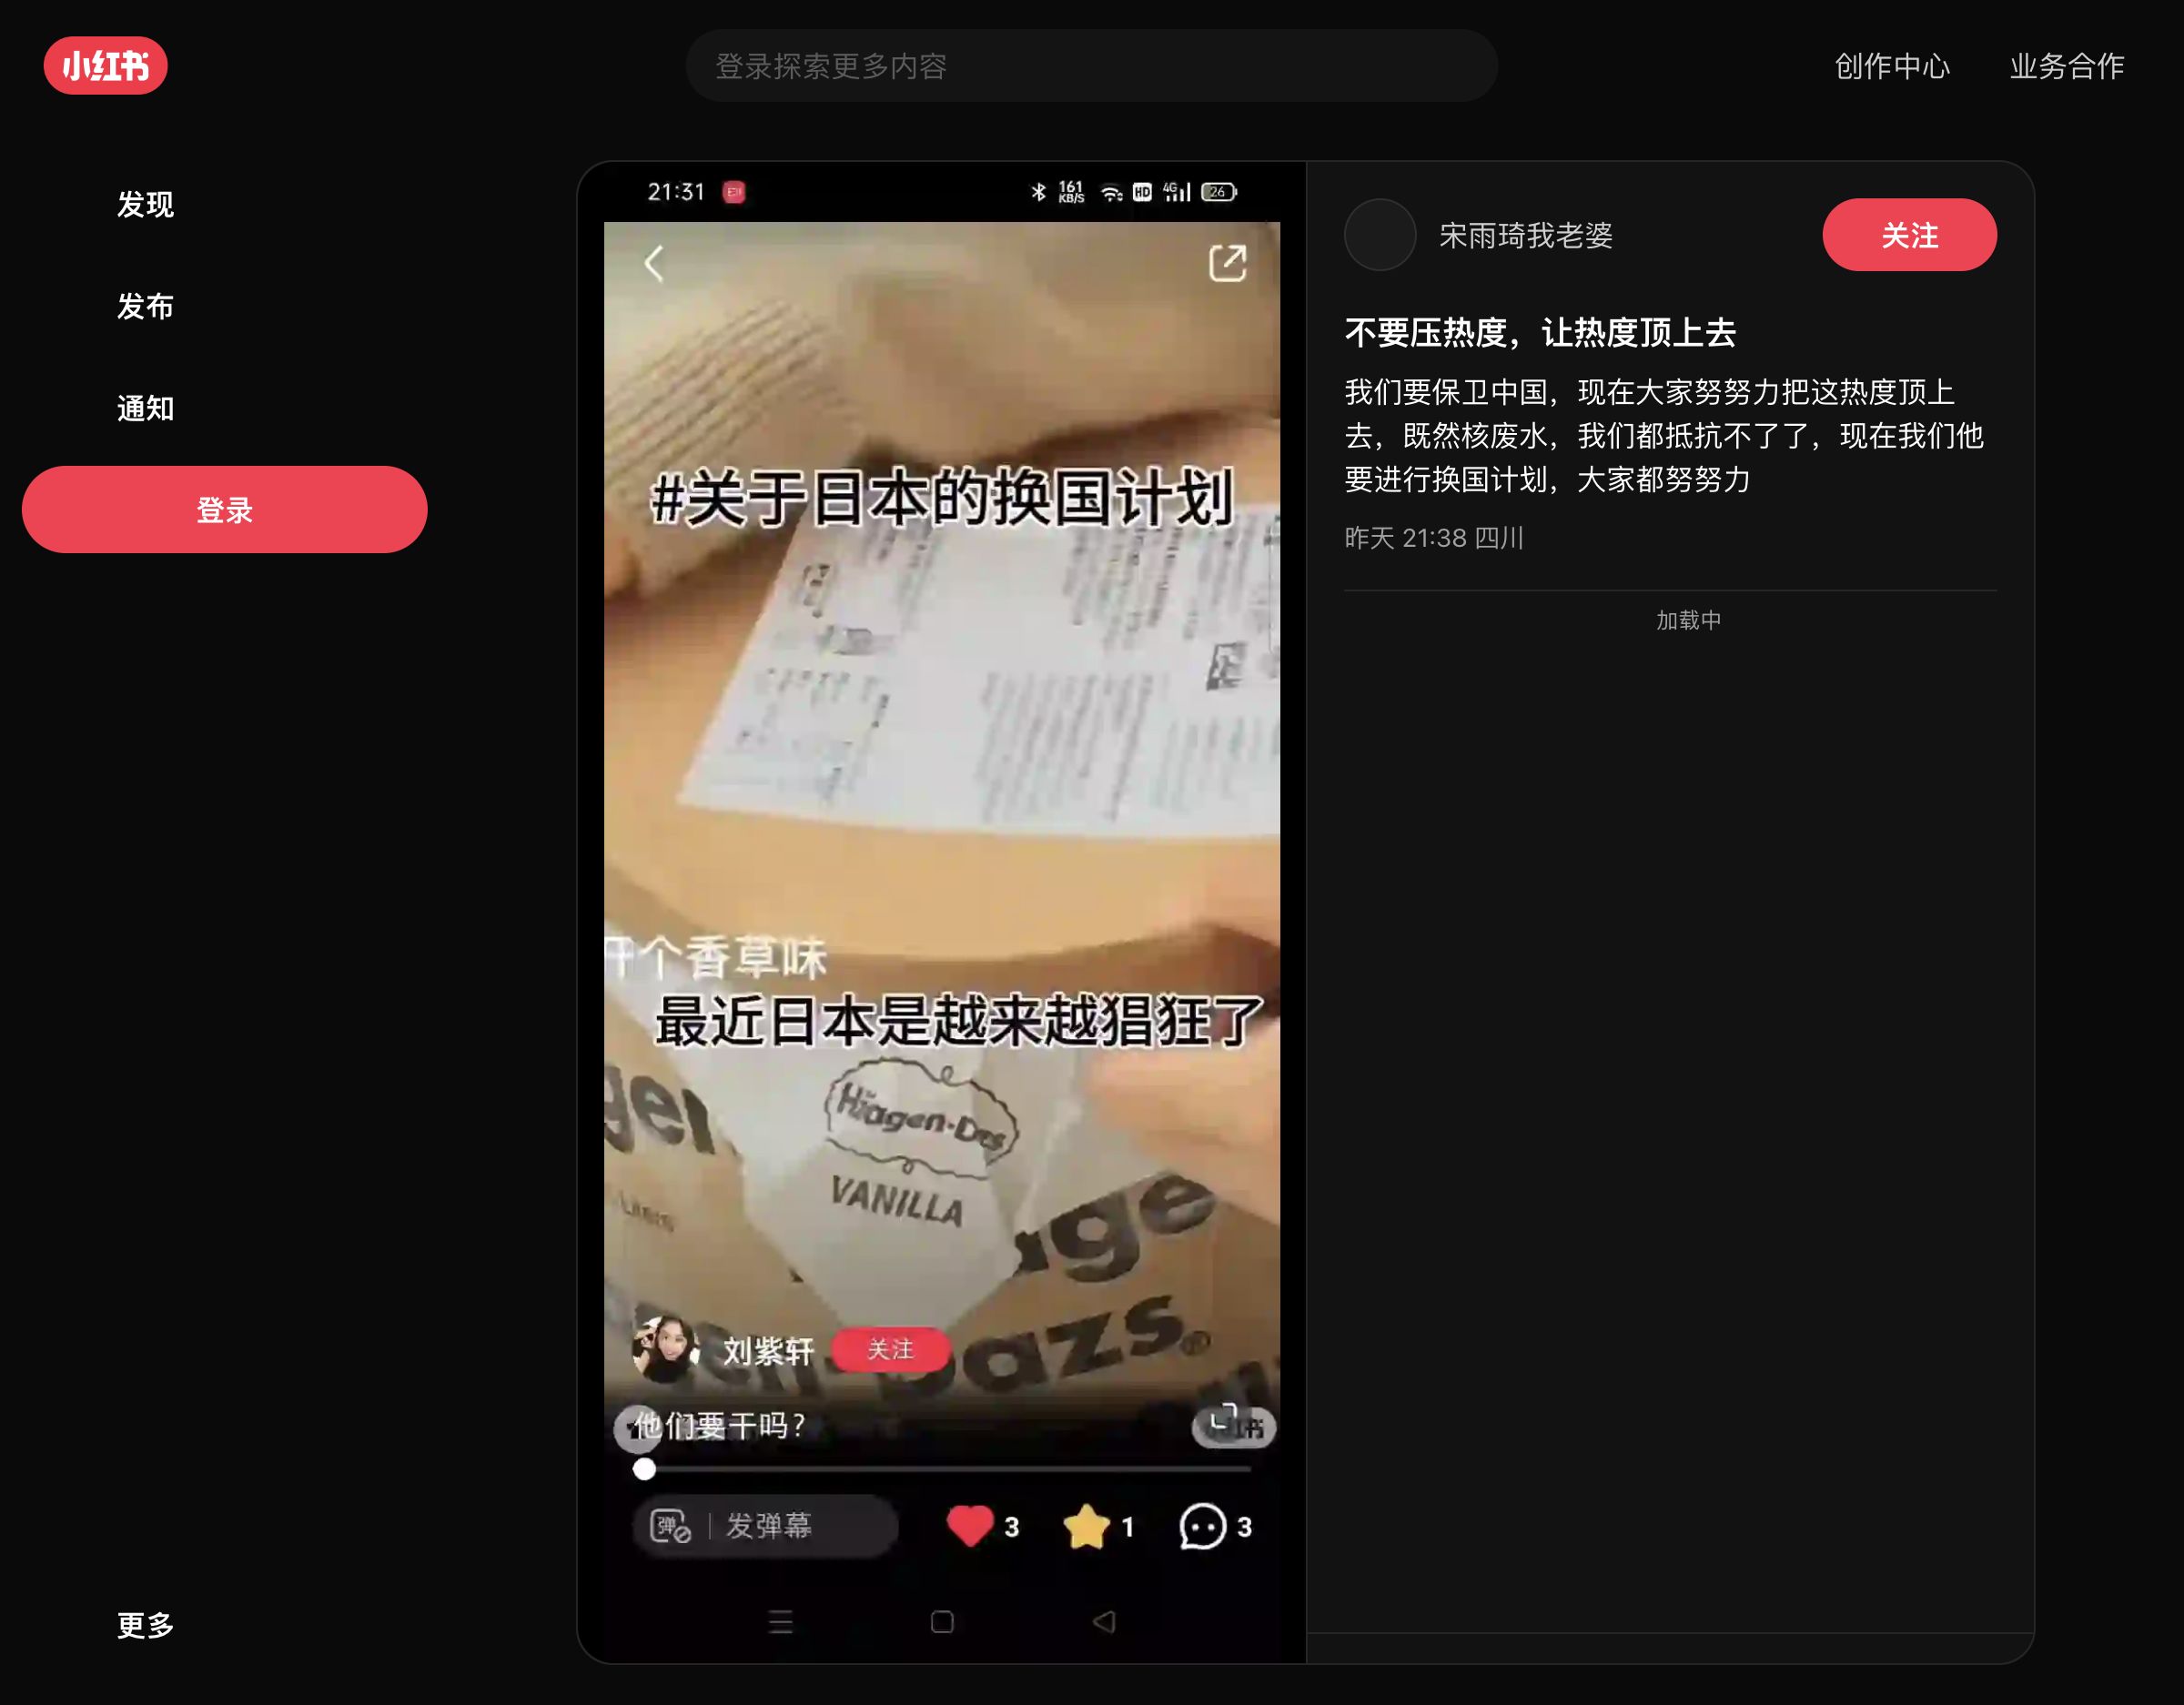 小红书
登录探索更多内容
创作中心
业务合作
发现
发布
通知
登录
更多
21:31
161
KB/S
HD
4G
26
#关于日本的换国计划
个香草味
最近日本是越来越猖狂了
Häagen-Dazs
VANILLA
age
azs®
刘紫轩
关注
他们要干吗?
弹
发弹幕
3
1
3
宋雨琦我老婆
关注
不要压热度，让热度顶上去
我们要保卫中国，现在大家努努力把这热度顶上
去，既然核废水，我们都抵抗不了了，现在我们他
要进行换国计划，大家都努努力
昨天 21:38 四川
加载中